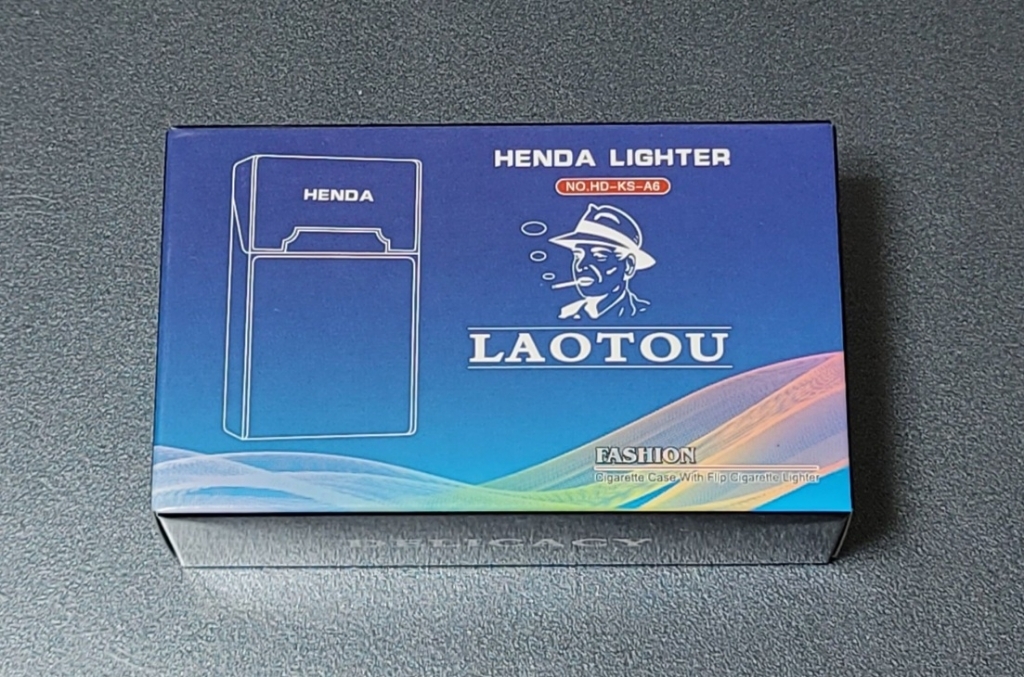 HENDA
HENDA LIGHTER
NO.HD-KS-A6
LAOTOU
FASHION
Cigarette Case With Flip Cigarette Lighter
DELICACY